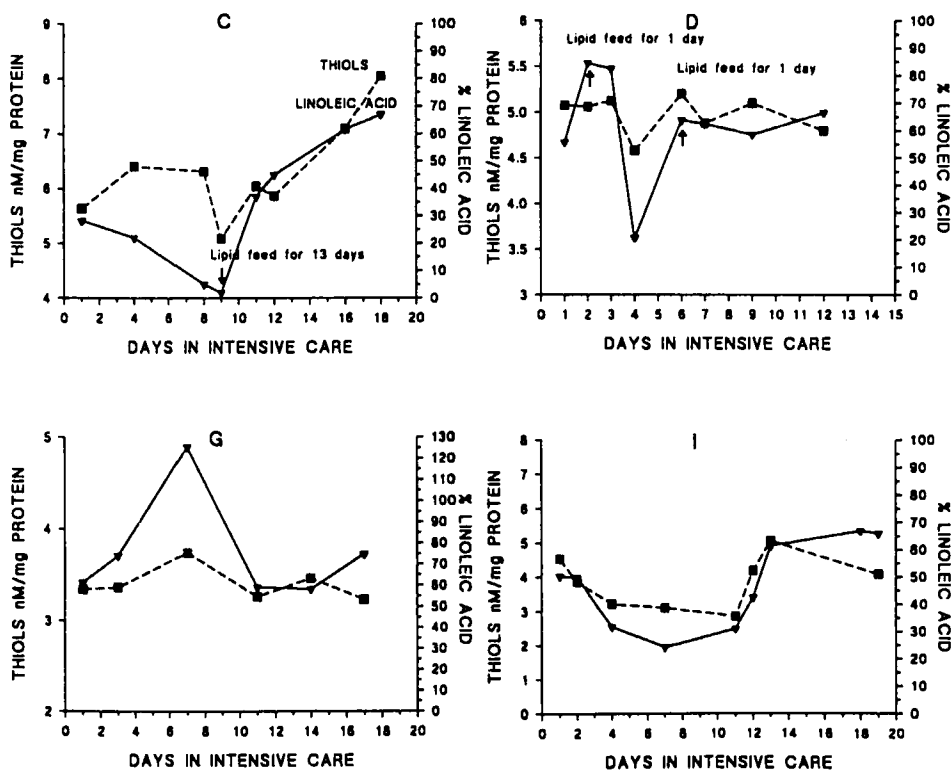 C
THIOLS nM/mg PROTEIN
9
8
7
6
5
4
100
90
80
70
60
50
40
30
20
10
0
% LINOLEIC ACID
THIOLS
LINOLEIC ACID
Lipid feed for 13 days
0 2 4 6 8 10 12 14 16 18 20
DAYS IN INTENSIVE CARE
D
THIOLS nM/mg PROTEIN
6
5.5
5.0
4.5
4.0
3.5
3
100
90
80
70
60
50
40
30
20
10
0
% LINOLEIC ACID
Lipid feed for 1 day
Lipid feed for 1 day
0 1 2 3 4 5 6 7 8 9 10 11 12 13 14 15
DAYS IN INTENSIVE CARE
G
THIOLS nM/mg PROTEIN
5
4
3
2
130
120
110
100
90
80
70
60
50
40
30
20
10
0
% LINOLEIC ACID
0 2 4 6 8 10 12 14 16 18 20
DAYS IN INTENSIVE CARE
I
THIOLS nM/mg PROTEIN
8
7
6
5
4
3
2
1
0
100
90
80
70
60
50
40
30
20
10
0
% LINOLEIC ACID
0 2 4 6 8 10 12 14 16 18 20
DAYS IN INTENSIVE CARE